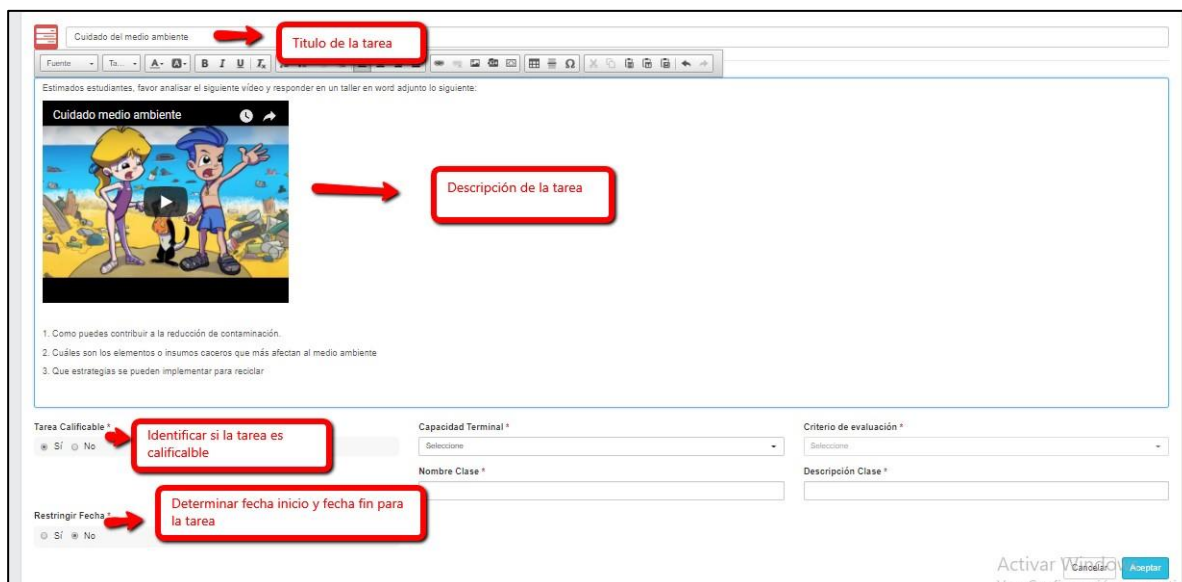 Cuidado del medio ambiente
Titulo de la tarea
Fuente
Ta...
A A B I U Tx
Ω
Estimados estudiantes, favor analisar el siguiente vídeo y responder en un taller en word adjunto lo siguiente:
Cuidado medio ambiente
Descripción de la tarea
1. Como puedes contribuir a la reducción de contaminación.
2. Cuáles son los elementos o insumos caceros que más afectan al medio ambiente
3. Que estrategias se pueden implementar para reciclar
Tarea Calificable *
Sí No
Identificar si la tarea es
calificalble
Capacidad Terminal *
Seleccione
Criterio de evaluación *
Seleccione
Nombre Clase *
Descripción Clase *
Restringir Fecha *
Sí No
Determinar fecha inicio y fecha fin para
la tarea
Activar Window
Cancelar
Aceptar